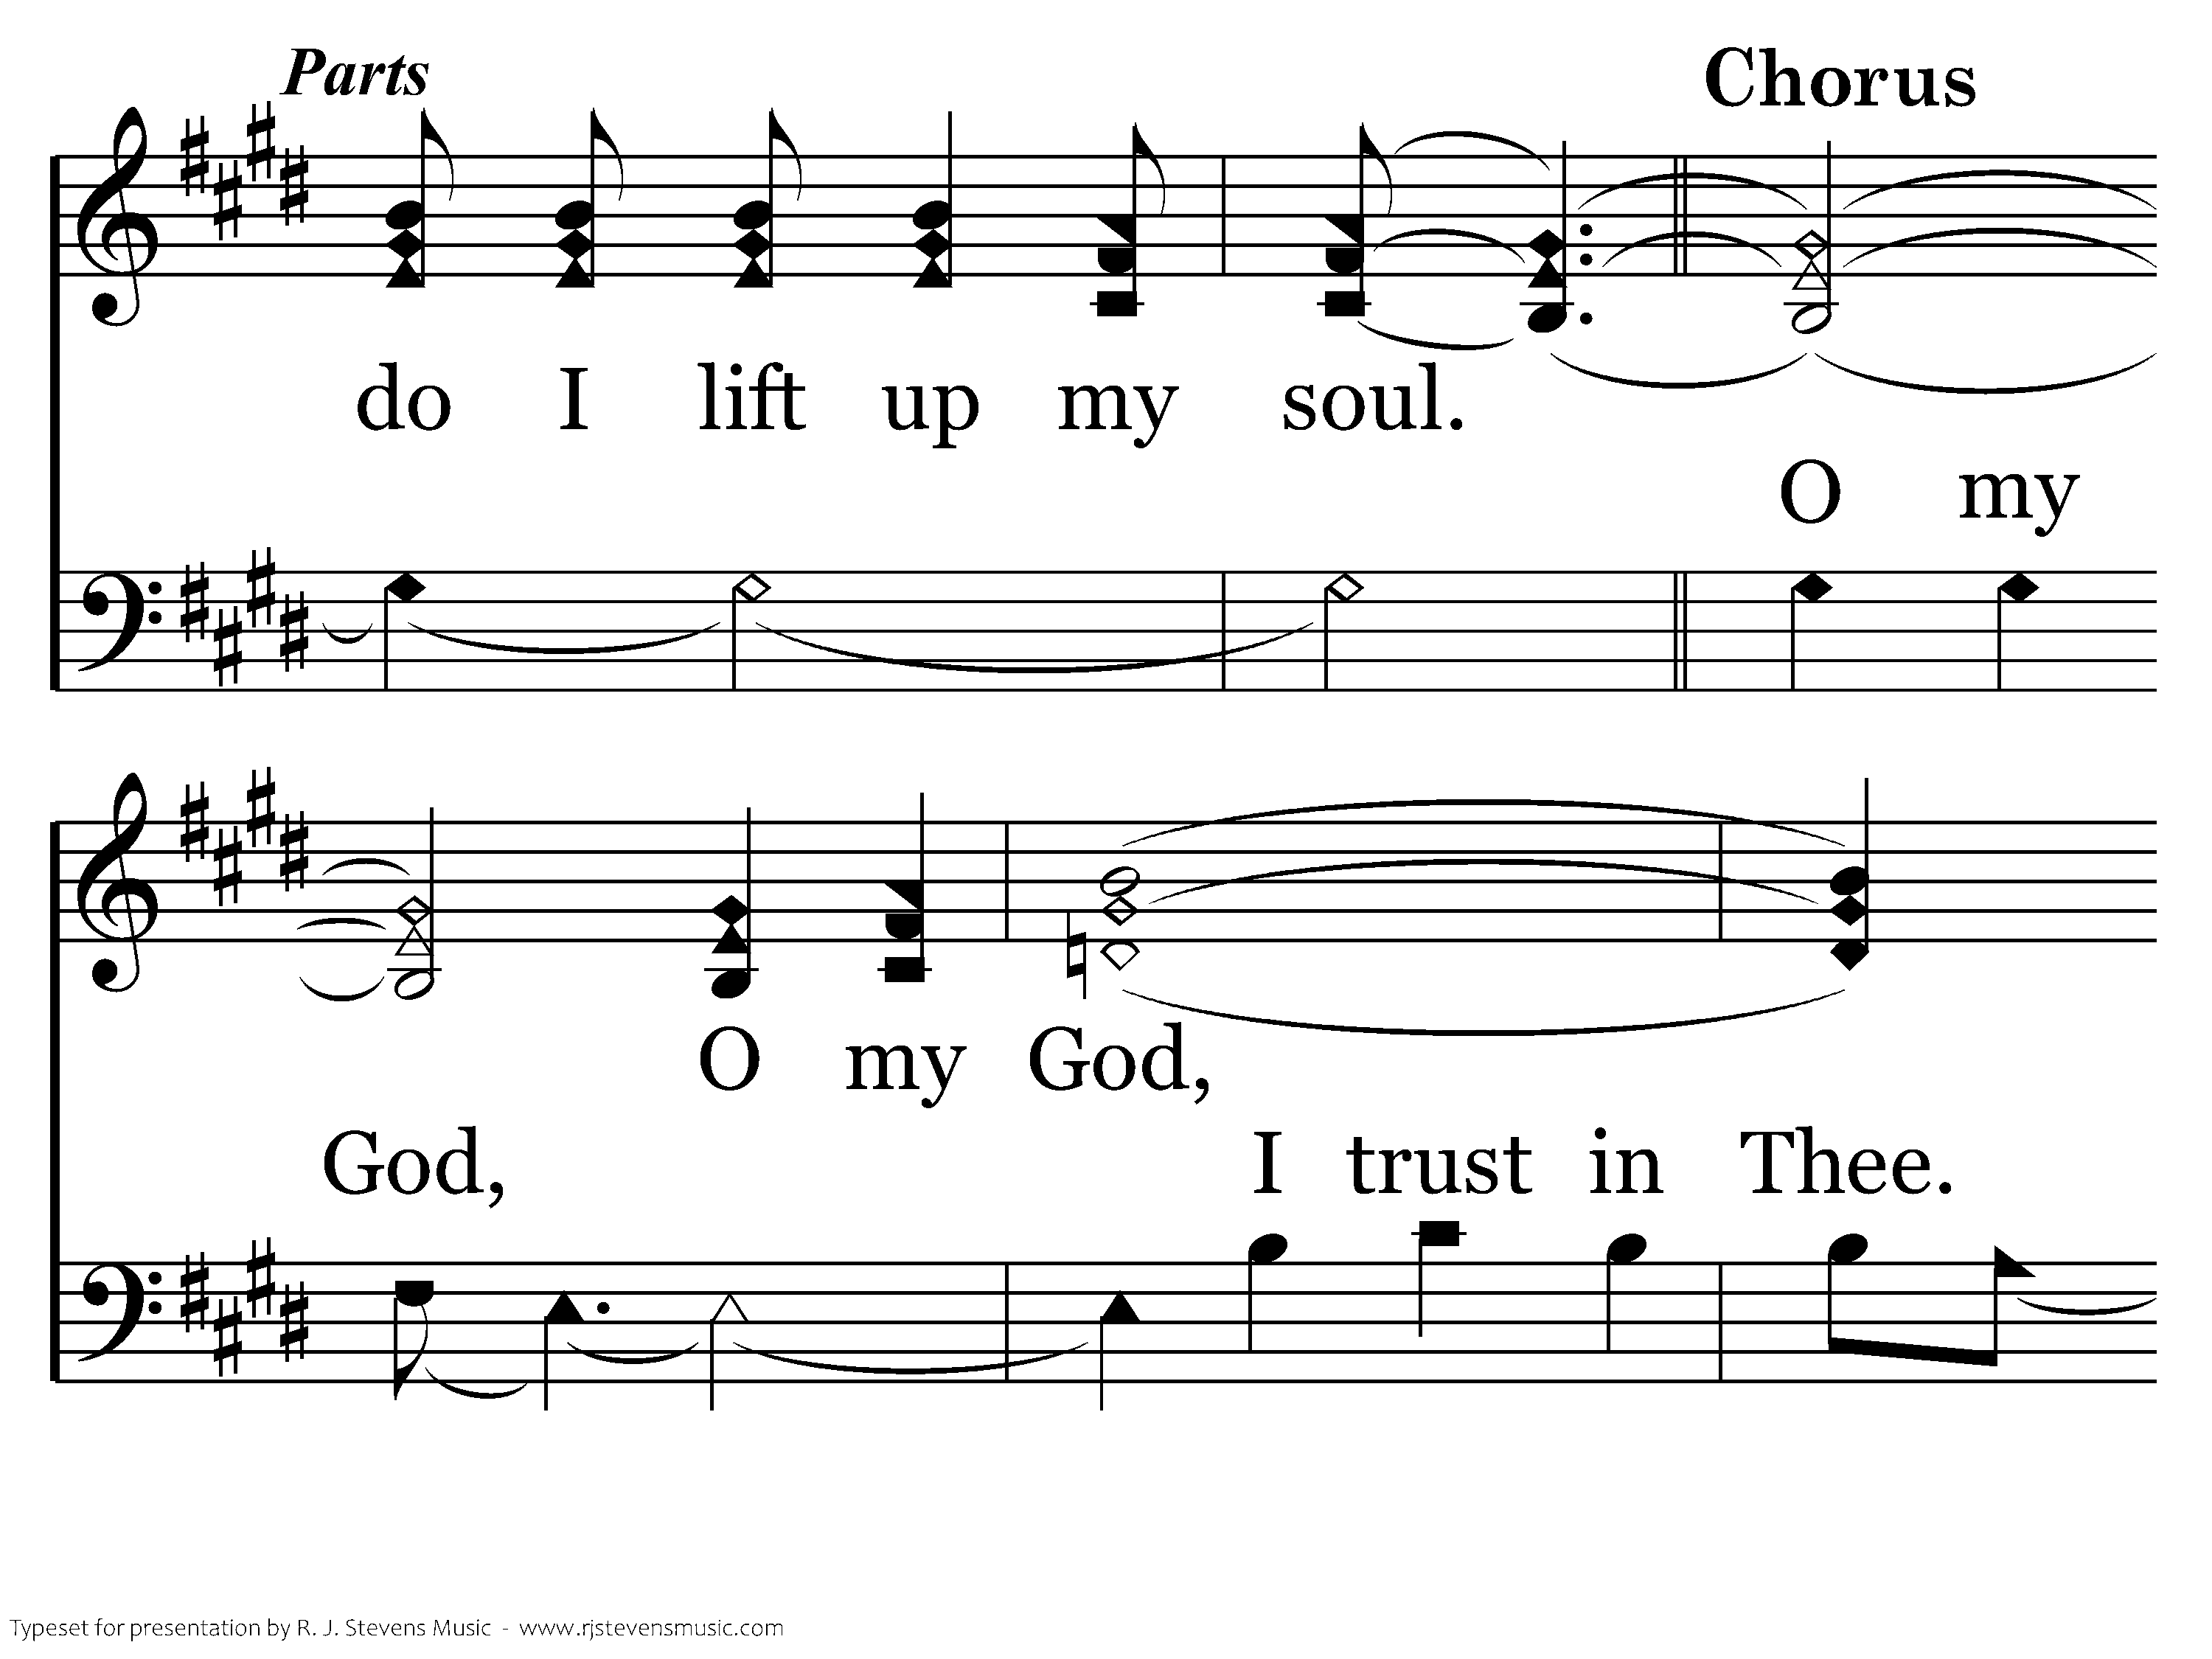 Parts
Chorus
do I lift up my soul.
O my
O my God,
God, I trust in Thee.
Typeset for presentation by R. J. Stevens Music - www.rjstevensmusic.com